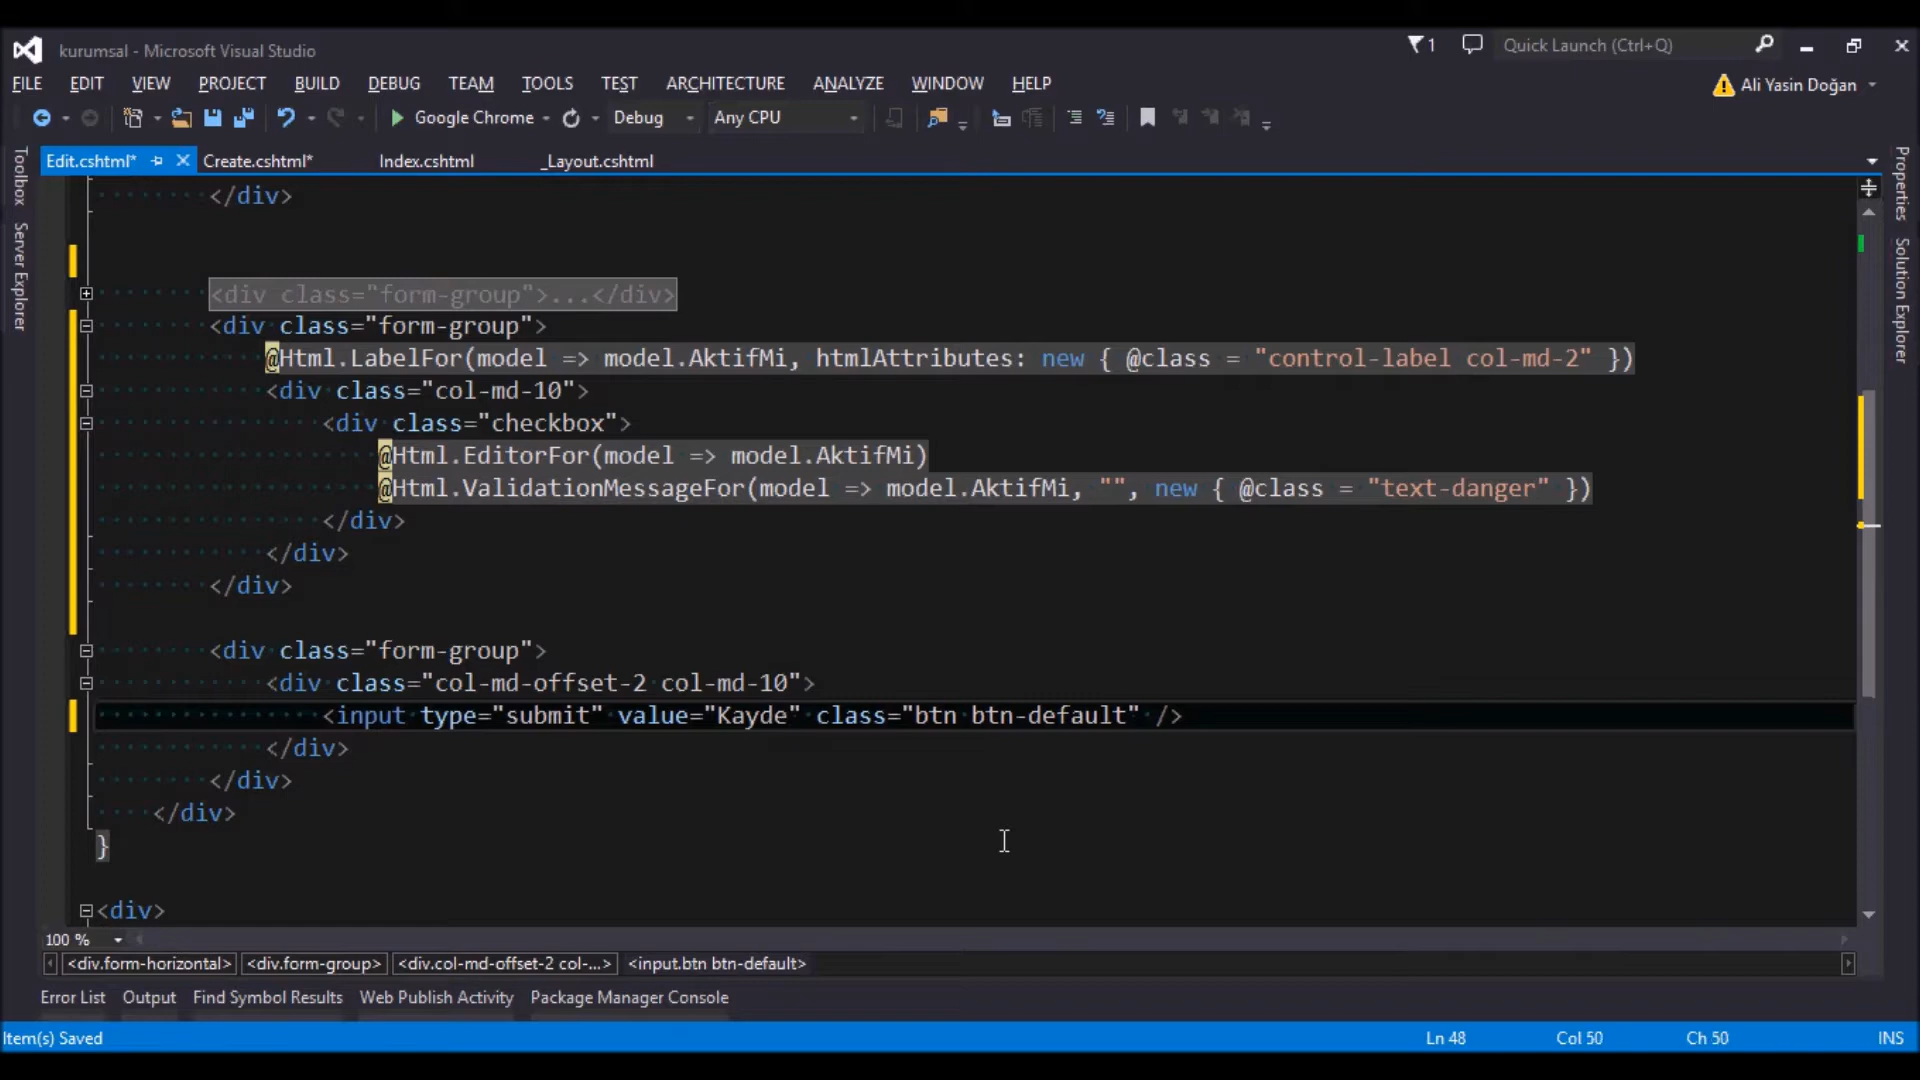 kurumsal - Microsoft Visual Studio
1
Quick Launch (Ctrl+Q)
FILE EDIT VIEW PROJECT BUILD DEBUG TEAM TOOLS TEST ARCHITECTURE ANALYZE WINDOW HELP
Ali Yasin Doğan
Google Chrome Debug Any CPU
Toolbox
Server Explorer
Edit.cshtml* Create.cshtml* Index.cshtml _Layout.cshtml
Properties
Solution Explorer
</div>
<div class="form-group">...</div>
<div class="form-group">
@Html.LabelFor(model => model.AktifMi, htmlAttributes: new { @class = "control-label col-md-2" })
<div class="col-md-10">
<div class="checkbox">
@Html.EditorFor(model => model.AktifMi)
@Html.ValidationMessageFor(model => model.AktifMi, "", new { @class = "text-danger" })
</div>
</div>
</div>
<div class="form-group">
<div class="col-md-offset-2 col-md-10">
<input type="submit" value="Kayde" class="btn btn-default" />
</div>
</div>
</div>
}
<div>
100 %
<div.form-horizontal> <div.form-group> <div.col-md-offset-2 col-...> <input.btn btn-default>
Error List Output Find Symbol Results Web Publish Activity Package Manager Console
Item(s) Saved Ln 48 Col 50 Ch 50 INS